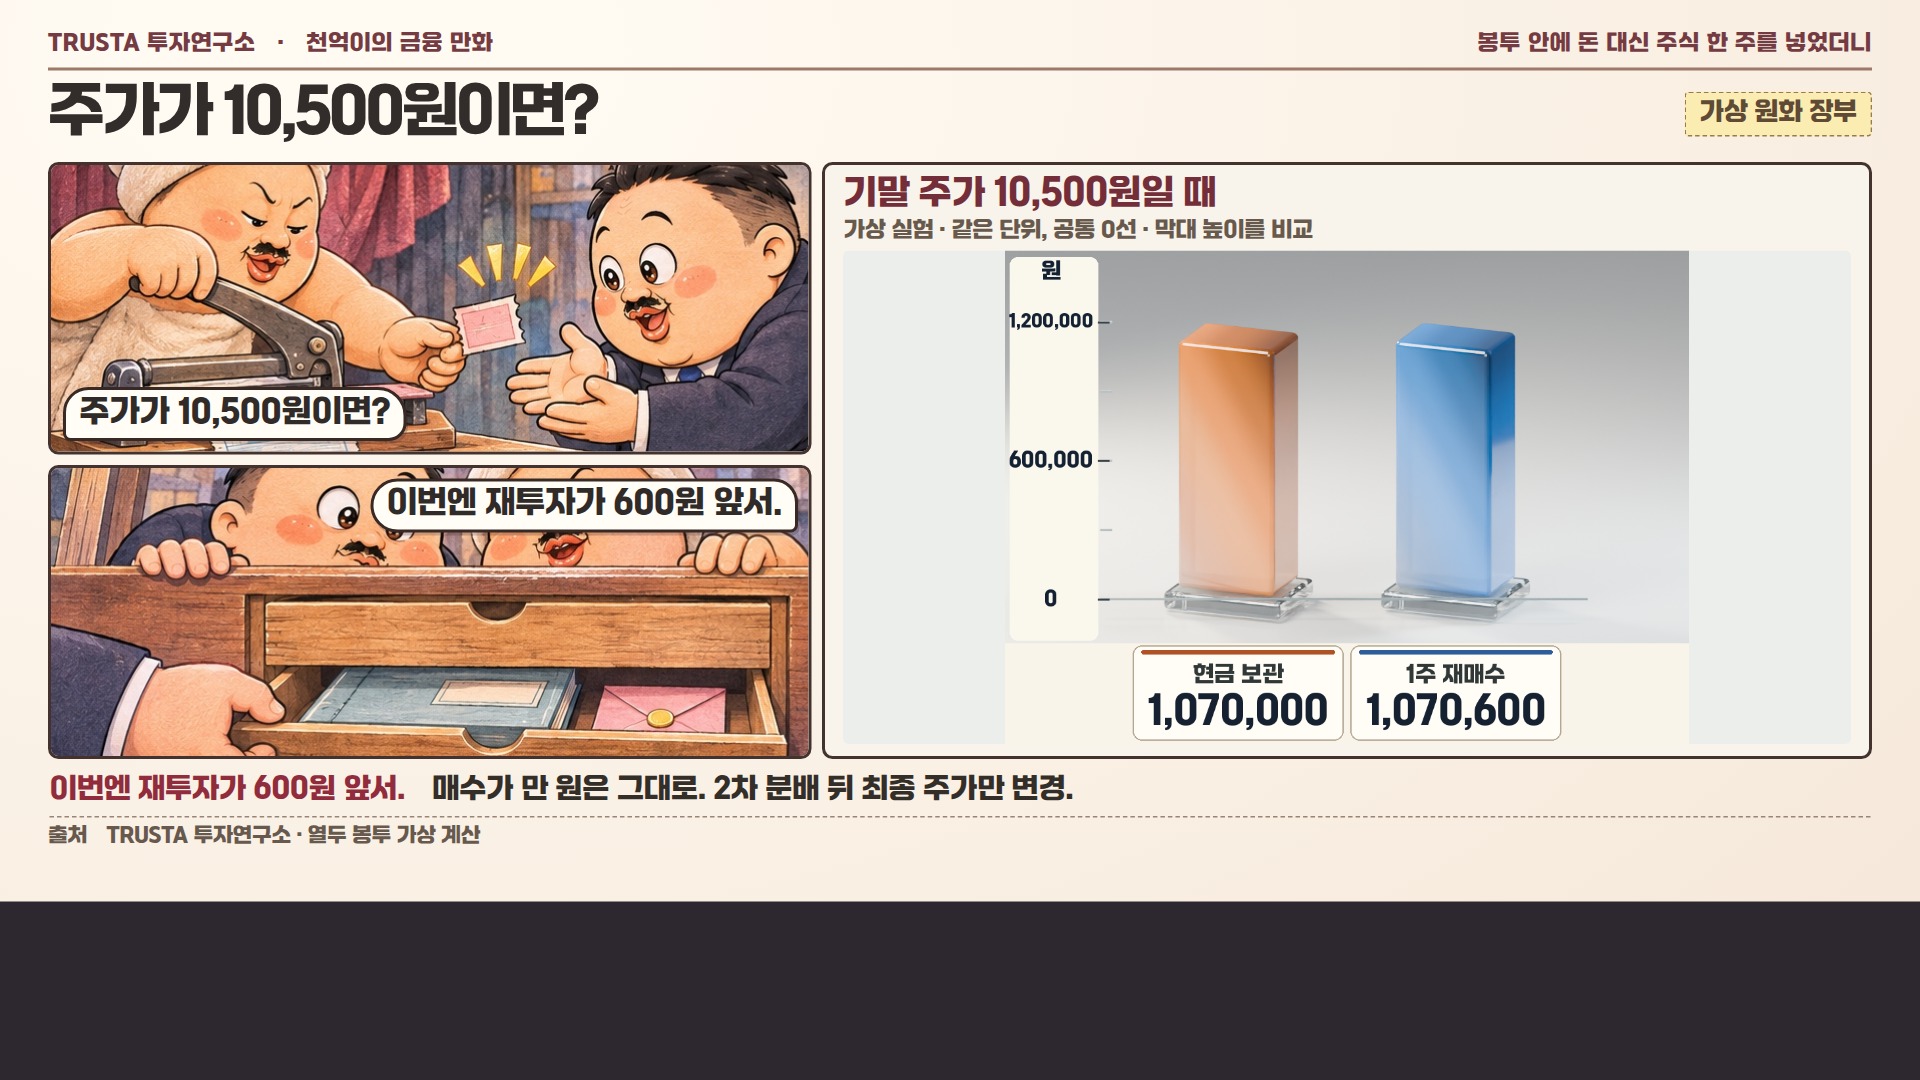 TRUSTA 투자연구소 · 천억이의 금융 만화
봉투 안에 돈 대신 주식 한 주를 넣었더니
주가가 10,500원이면?
가상 원화 장부
주가가 10,500원이면?
이번엔 재투자가 600원 앞서.
기말 주가 10,500원일 때
가상 실험 · 같은 단위, 공통 0선 · 막대 높이를 비교
원
1,200,000
600,000
0
현금 보관
1,070,000
1주 재매수
1,070,600
이번엔 재투자가 600원 앞서. 매수가 만 원은 그대로. 2차 분배 뒤 최종 주가만 변경.
출처 TRUSTA 투자연구소 · 열두 봉투 가상 계산